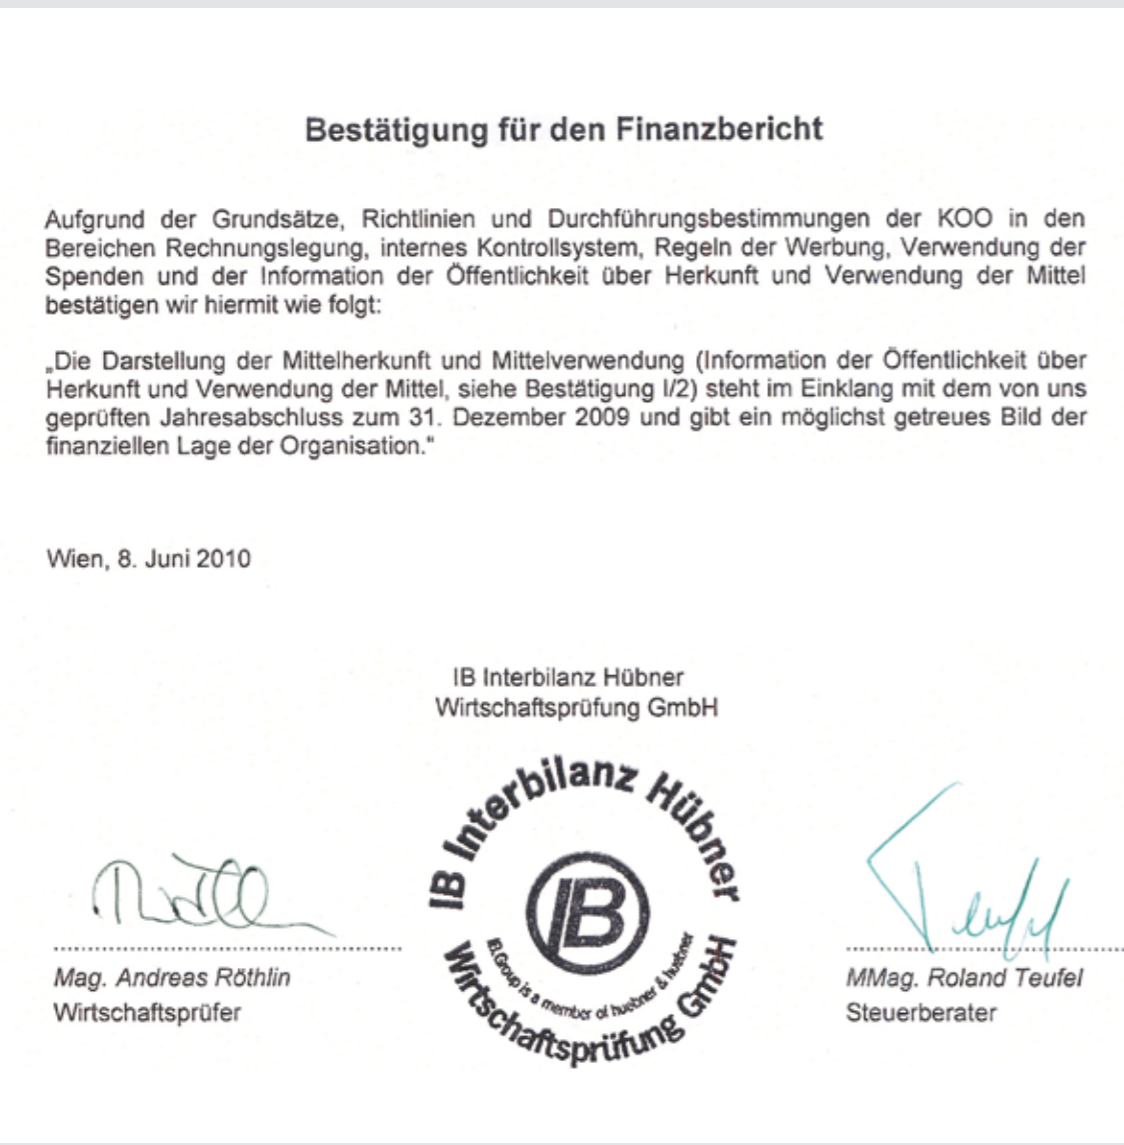 Bestätigung für den Finanzbericht
Aufgrund der Grundsätze, Richtlinien und Durchführungsbestimmungen der KOO in den
Bereichen Rechnungslegung, internes Kontrollsystem, Regeln der Werbung, Verwendung der
Spenden und der Information der Öffentlichkeit über Herkunft und Verwendung der Mittel
bestätigen wir hiermit wie folgt:
„Die Darstellung der Mittelherkunft und Mittelverwendung (Information der Öffentlichkeit über
Herkunft und Verwendung der Mittel, siehe Bestätigung I/2) steht im Einklang mit dem von uns
geprüften Jahresabschluss zum 31. Dezember 2009 und gibt ein möglichst getreues Bild der
finanziellen Lage der Organisation."
Wien, 8. Juni 2010
IB Interbilanz Hübner
Wirtschaftsprüfung GmbH
IB Interbilanz Hübner
IB
IB.Group is a member of huebner & huebner
Wirtschaftsprüfung GmbH
Mag. Andreas Röthlin
Wirtschaftsprüfer
Teufel
MMag. Roland Teufel
Steuerberater